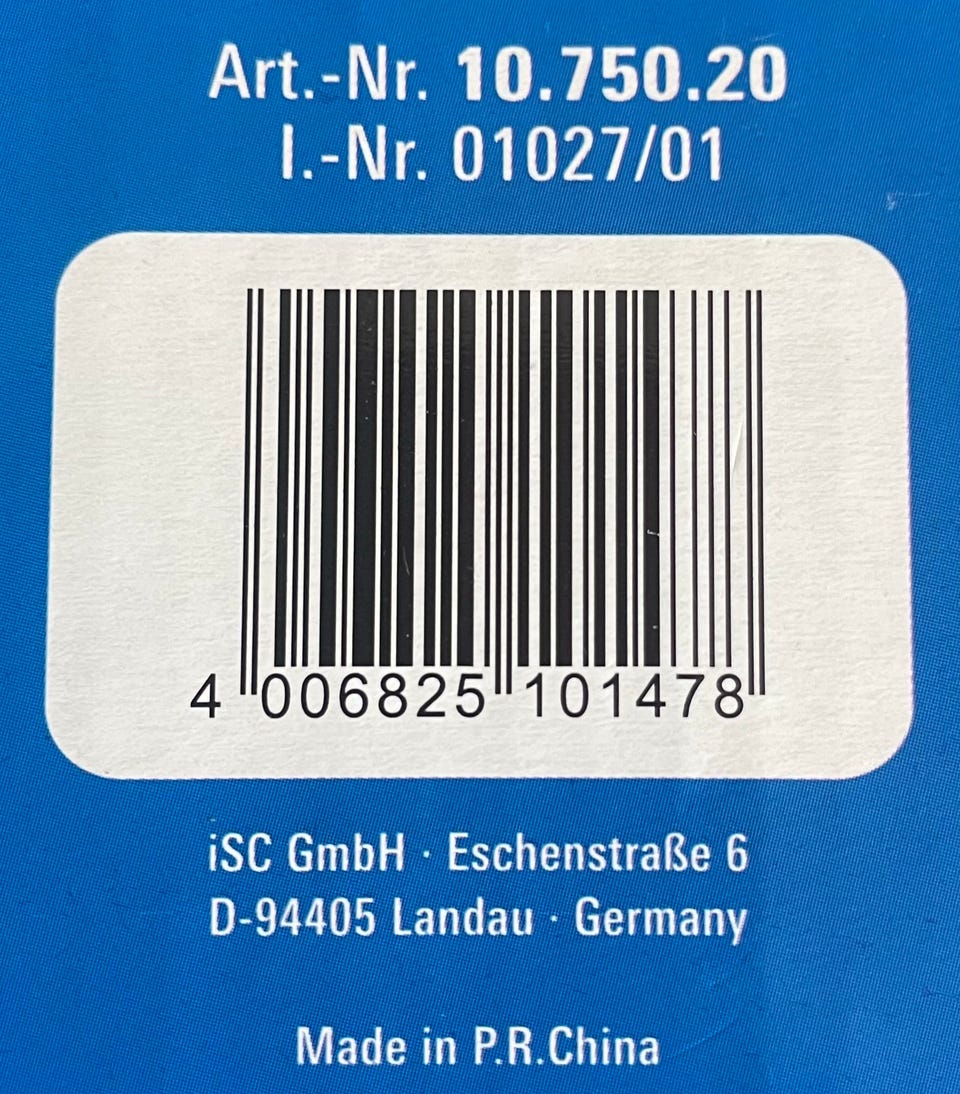 Art.-Nr. 10.750.20
I.-Nr. 01027/01
4 006825 101478
iSC GmbH · Eschenstraße 6
D-94405 Landau · Germany
Made in P.R.China